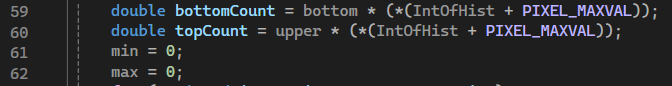 59 double bottomCount = bottom * (*(IntOfHist + PIXEL_MAXVAL));
60 double topCount = upper * (*(IntOfHist + PIXEL_MAXVAL));
61 min = 0;
62 max = 0;